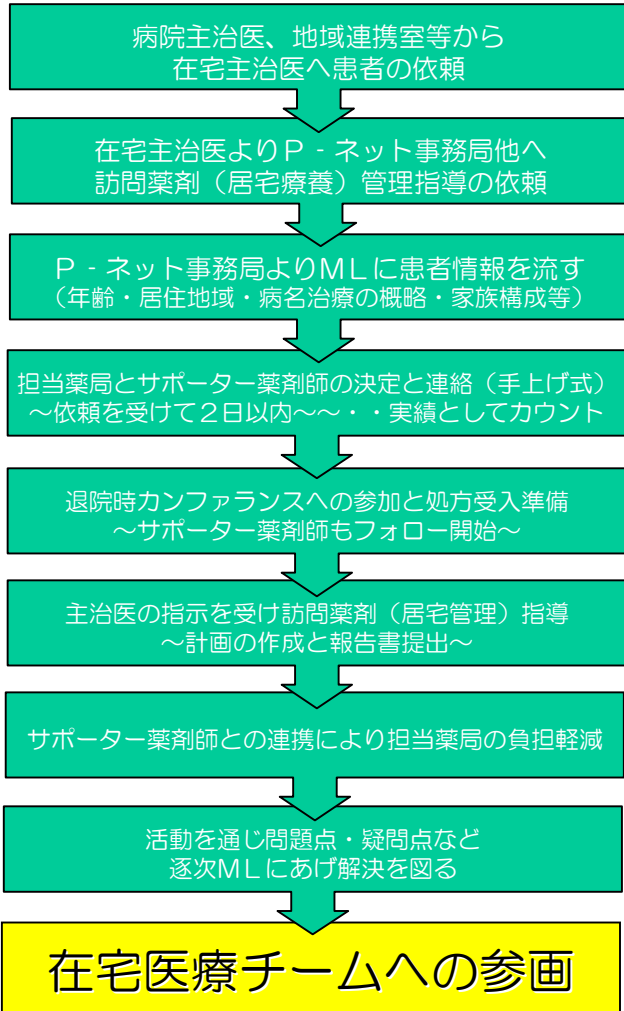 病院主治医、地域連携室等から
在宅主治医へ患者の依頼
在宅主治医よりP‐ネット事務局他へ
訪問薬剤（居宅療養）管理指導の依頼
P‐ネット事務局よりMLに患者情報を流す
（年齢・居住地域・病名治療の概略・家族構成等）
担当薬局とサポーター薬剤師の決定と連絡（手上げ式）
～依頼を受けて２日以内～～・・実績としてカウント
退院時カンファランスへの参加と処方受入準備
～サポーター薬剤師もフォロー開始～
主治医の指示を受け訪問薬剤（居宅管理）指導
～計画の作成と報告書提出～
サポーター薬剤師との連携により担当薬局の負担軽減
活動を通じ問題点・疑問点など
逐次MLにあげ解決を図る
在宅医療チームへの参画